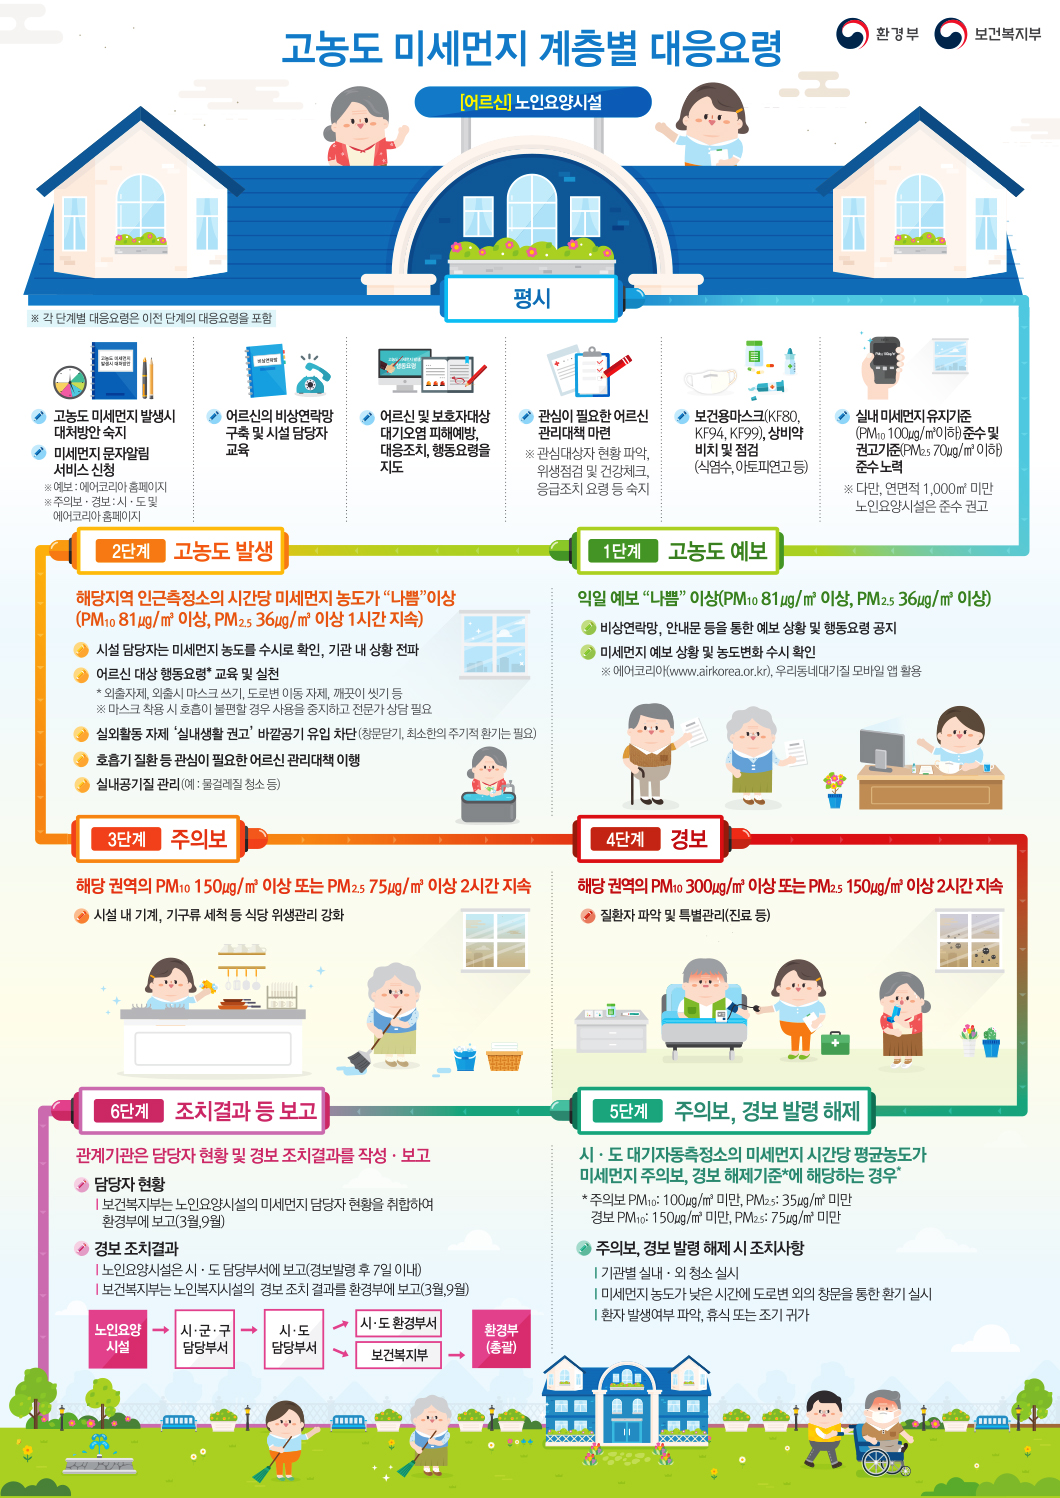 고농도 미세먼지 계층별 대응요령
환경부
보건복지부
[어르신] 노인요양시설
평시
※ 각 단계별 대응요령은 이전 단계의 대응요령을 포함
고농도 미세먼지 발생시
대처방안 숙지
미세먼지 문자알림
서비스 신청
※ 예보 : 에어코리아 홈페이지
※ 주의보 · 경보 : 시 · 도 및
에어코리아 홈페이지
어르신의 비상연락망
구축 및 시설 담당자
교육
어르신 및 보호자대상
대기오염 피해예방,
대응조치, 행동요령을
지도
관심이 필요한 어르신
관리대책 마련
※ 관심대상자 현황 파악,
위생점검 및 건강체크,
응급조치 요령 등 숙지
보건용마스크(KF80,
KF94, KF99), 상비약
비치 및 점검
(식염수, 아토피연고 등)
실내 미세먼지 유지기준
(PM10 100㎍/㎥이하) 준수 및
권고기준(PM2.5 70㎍/㎥ 이하)
준수 노력
※ 다만, 연면적 1,000㎡ 미만
노인요양시설은 준수 권고
1단계 고농도 예보
익일 예보 “나쁨” 이상(PM10 81㎍/㎥ 이상, PM2.5 36㎍/㎥ 이상)
비상연락망, 안내문 등을 통한 예보 상황 및 행동요령 공지
미세먼지 예보 상황 및 농도변화 수시 확인
※ 에어코리아(www.airkorea.or.kr), 우리동네대기질 모바일 앱 활용
2단계 고농도 발생
해당지역 인근측정소의 시간당 미세먼지 농도가 “나쁨”이상
(PM10 81㎍/㎥ 이상, PM2.5 36㎍/㎥ 이상 1시간 지속)
시설 담당자는 미세먼지 농도를 수시로 확인, 기관 내 상황 전파
어르신 대상 행동요령* 교육 및 실천
* 외출자제, 외출시 마스크 쓰기, 도로변 이동 자제, 깨끗이 씻기 등
※ 마스크 착용 시 호흡이 불편할 경우 사용을 중지하고 전문가 상담 필요
실외활동 자제 ‘실내생활 권고’ 바깥공기 유입 차단(창문닫기, 최소한의 주기적 환기는 필요)
호흡기 질환 등 관심이 필요한 어르신 관리대책 이행
실내공기질 관리(예 : 물걸레질 청소 등)
3단계 주의보
해당 권역의 PM10 150㎍/㎥ 이상 또는 PM2.5 75㎍/㎥ 이상 2시간 지속
시설 내 기계, 기구류 세척 등 식당 위생관리 강화
4단계 경보
해당 권역의 PM10 300㎍/㎥ 이상 또는 PM2.5 150㎍/㎥ 이상 2시간 지속
질환자 파악 및 특별관리(진료 등)
5단계 주의보, 경보 발령 해제
시 · 도 대기자동측정소의 미세먼지 시간당 평균농도가
미세먼지 주의보, 경보 해제기준*에 해당하는 경우*
* 주의보 PM10: 100㎍/㎥ 미만, PM2.5: 35㎍/㎥ 미만
경보 PM10: 150㎍/㎥ 미만, PM2.5: 75㎍/㎥ 미만
주의보, 경보 발령 해제 시 조치사항
기관별 실내 · 외 청소 실시
미세먼지 농도가 낮은 시간에 도로변 외의 창문을 통한 환기 실시
환자 발생여부 파악, 휴식 또는 조기 귀가
6단계 조치결과 등 보고
관계기관은 담당자 현황 및 경보 조치결과를 작성 · 보고
담당자 현황
보건복지부는 노인요양시설의 미세먼지 담당자 현황을 취합하여
환경부에 보고(3월,9월)
경보 조치결과
노인요양시설은 시 · 도 담당부서에 보고(경보발령 후 7일 이내)
보건복지부는 노인복지시설의 경보 조치 결과를 환경부에 보고(3월,9월)
노인요양
시설
시·군·구
담당부서
시·도
담당부서
시·도 환경부서
보건복지부
환경부
(총괄)